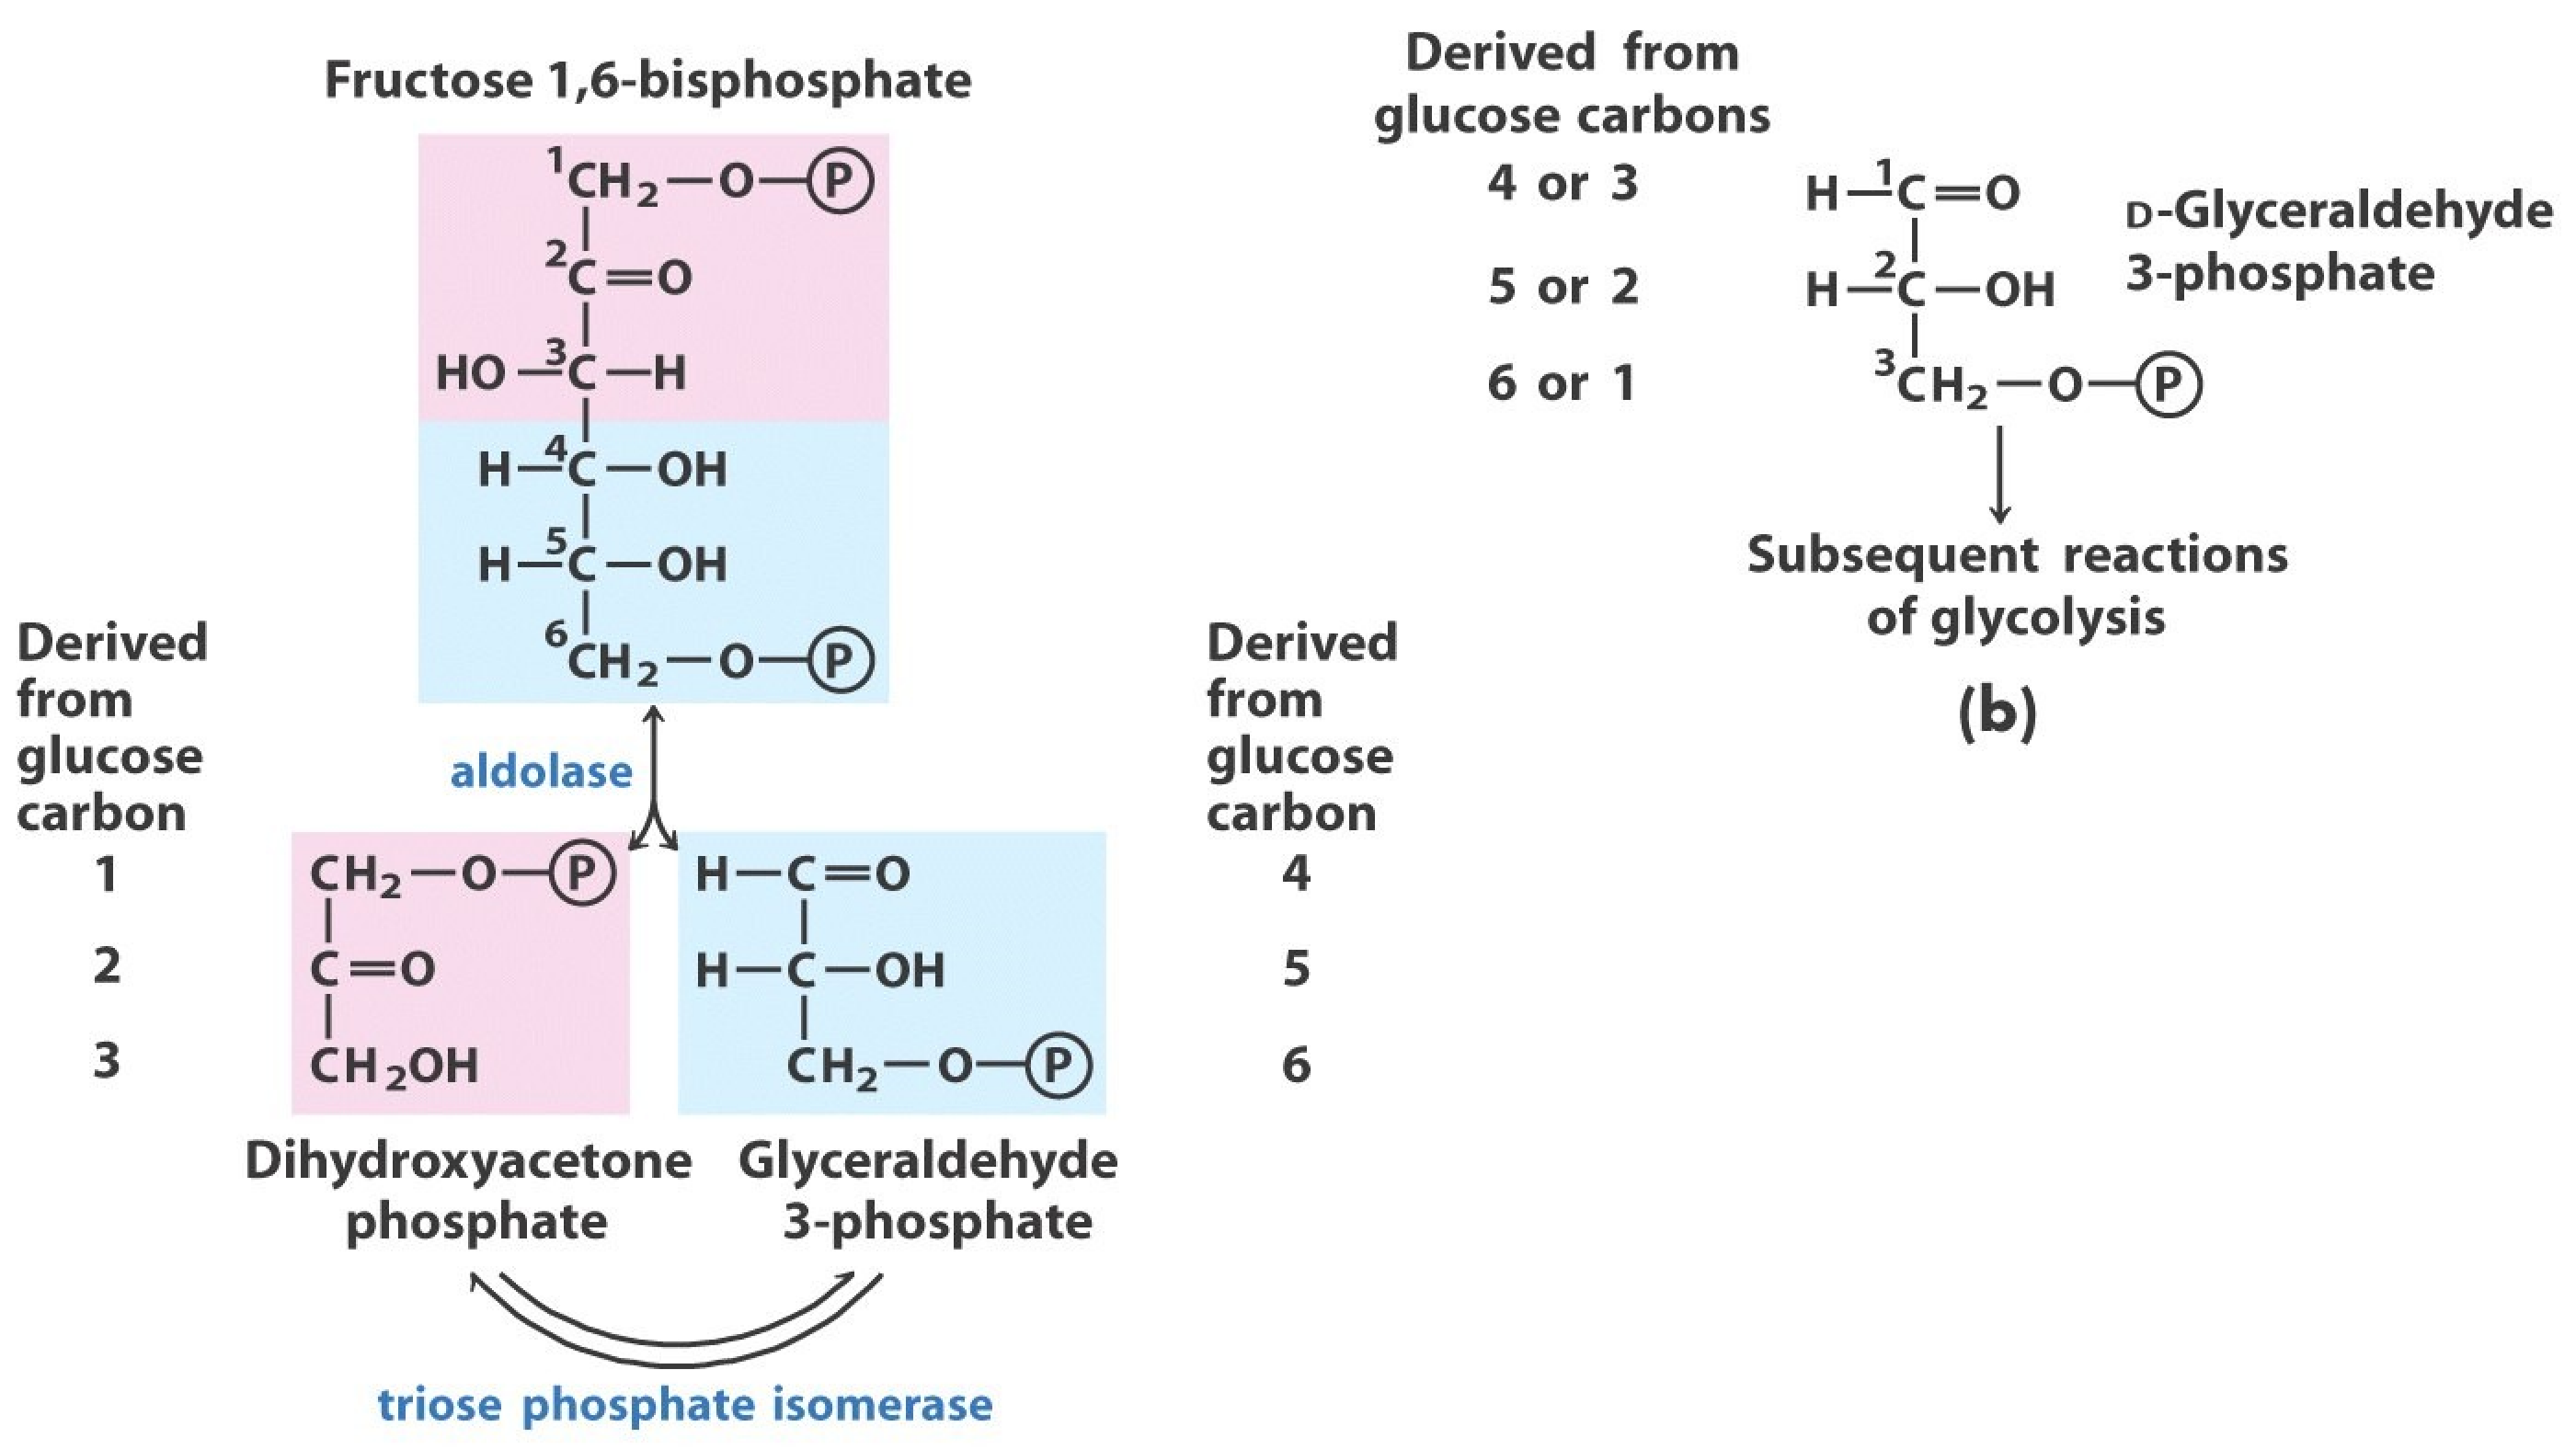 Fructose 1,6-bisphosphate
1CH2—O—P
2C=O
HO—3C—H
H—4C—OH
H—5C—OH
6CH2—O—P
aldolase
Derived
from
glucose
carbon
1
2
3
CH2—O—P
C=O
CH2OH
H—C=O
H—C—OH
CH2—O—P
Derived
from
glucose
carbon
4
5
6
Dihydroxyacetone
phosphate
Glyceraldehyde
3-phosphate
triose phosphate isomerase
Derived from
glucose carbons
4 or 3
5 or 2
6 or 1
H—1C=O
H—2C—OH
3CH2—O—P
D-Glyceraldehyde
3-phosphate
Subsequent reactions
of glycolysis
(b)